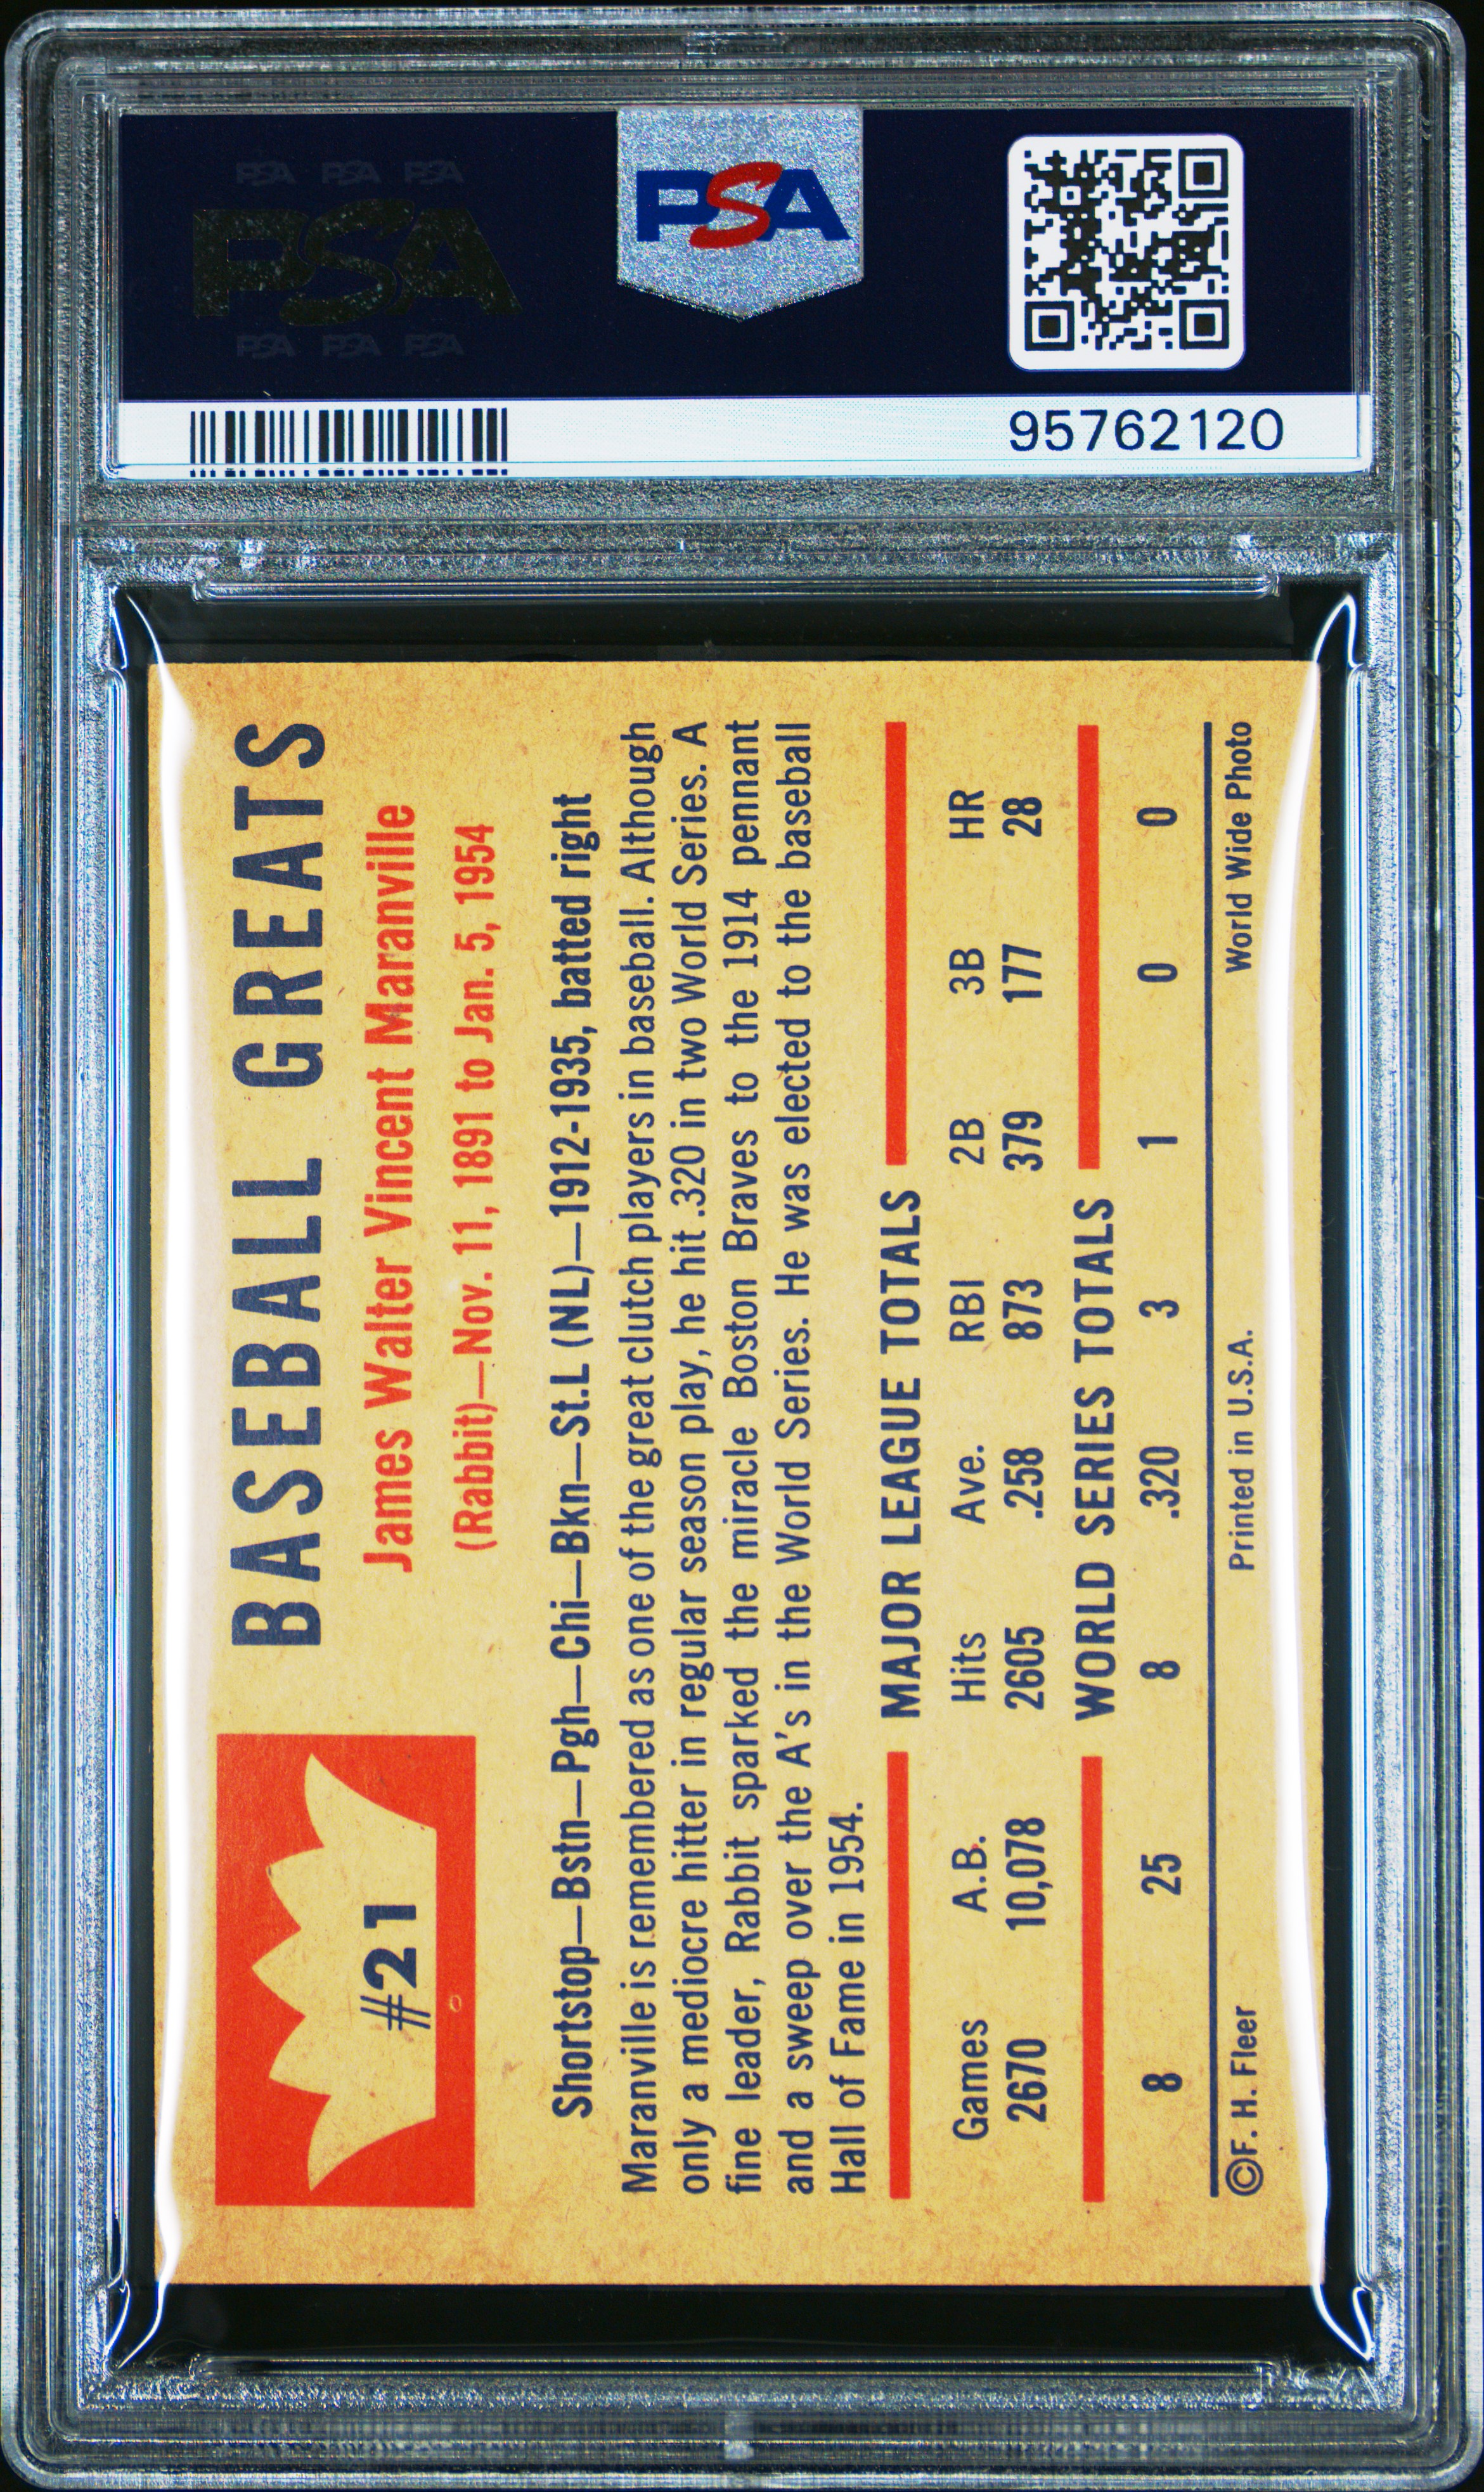 PSA PSA PSA
PSA
PSA PSA PSA
PSA
95762120
#21
BASEBALL GREATS
James Walter Vincent Maranville
(Rabbit)—Nov. 11, 1891 to Jan. 5, 1954
Shortstop—Bstn—Pgh—Chi—Bkn—St.L (NL)—1912-1935, batted right
Maranville is remembered as one of the great clutch players in baseball. Although
only a mediocre hitter in regular season play, he hit .320 in two World Series. A
fine leader, Rabbit sparked the miracle Boston Braves to the 1914 pennant
and a sweep over the A's in the World Series. He was elected to the baseball
Hall of Fame in 1954.
MAJOR LEAGUE TOTALS
Games A.B. Hits Ave. RBI 2B 3B HR
2670 10,078 2605 .258 873 379 177 28
WORLD SERIES TOTALS
8 25 8 .320 3 1 0 0
©F. H. Fleer Printed in U.S.A. World Wide Photo